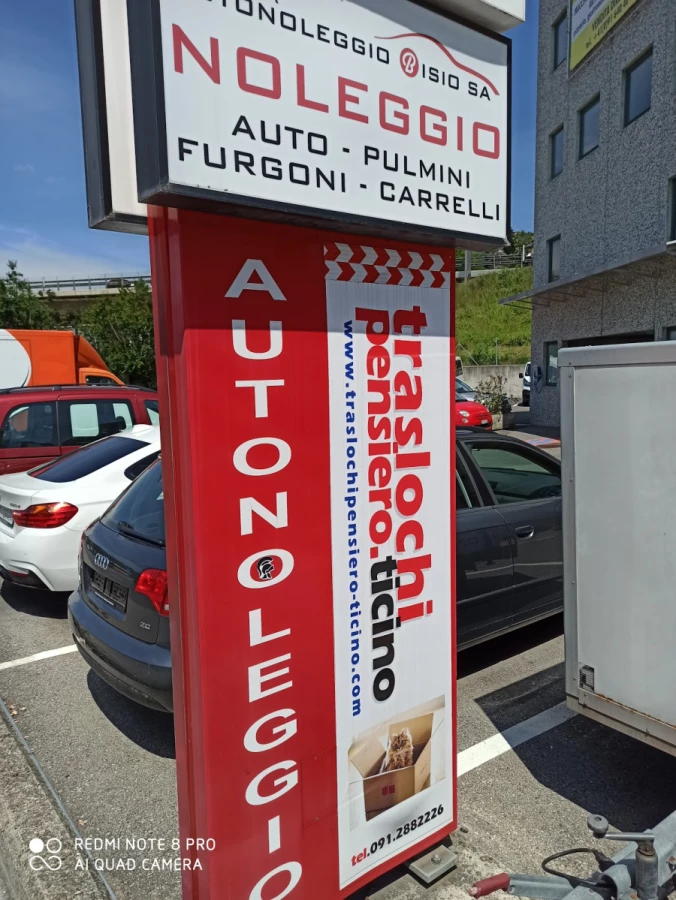 AUTONOLEGGIO BISIO SA
NOLEGGIO
AUTO - PULMINI
FURGONI - CARRELLI
AUTONOLEGGIO
traslochi
pensiero.ticino
www.traslochipensiero-ticino.com
tel.091.2882226
REDMI NOTE 8 PRO
AI QUAD CAMERA